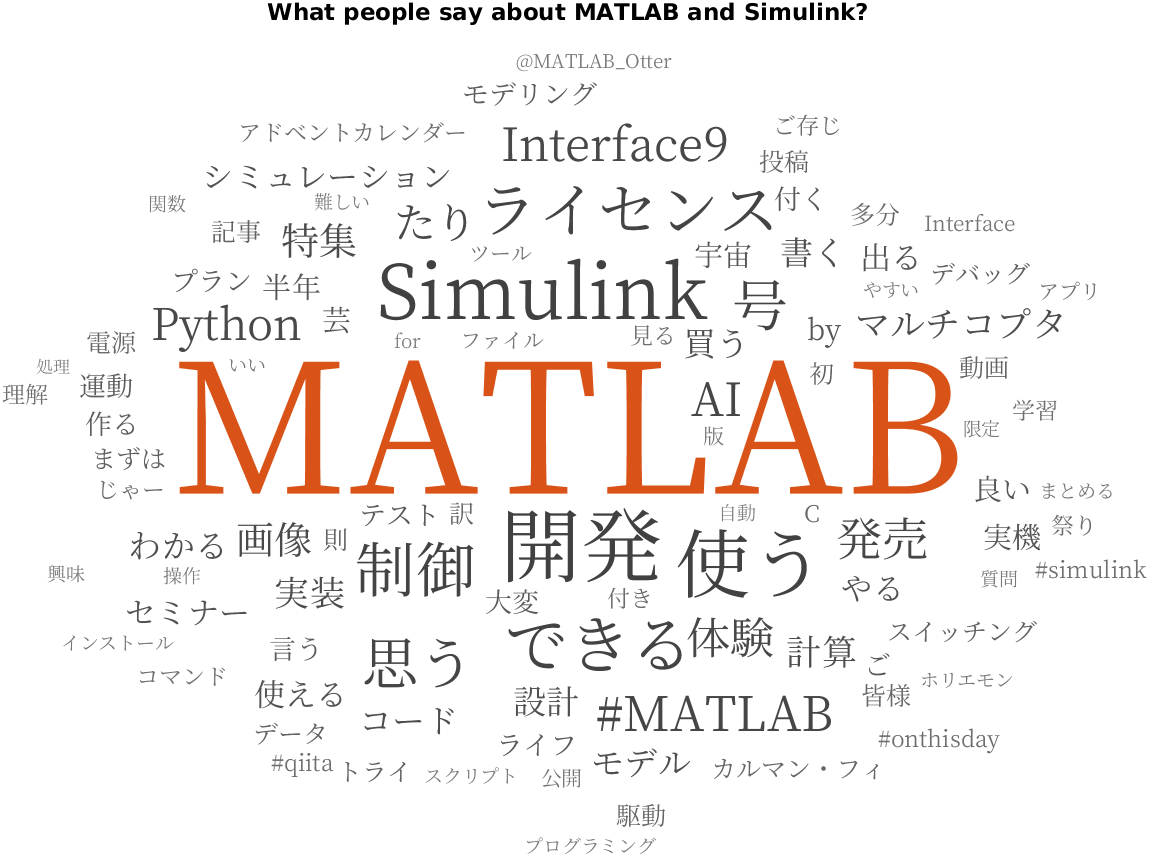 What people say about MATLAB and Simulink?
@MATLAB_Otter
モデリング
アドベントカレンダー
Interface9
ご存じ
シミュレーション
投稿
関数
難しい
ライセンス
付く
記事
特集
たり
多分
Interface
ツール
宇宙
書く
出る
デバッグ
プラン
半年
Simulink
号
やすい
アプリ
Python
芸
by
マルチコプタ
電源
for
ファイル
見る
買う
処理
いい
動画
理解
運動
初
MATLAB
AI
学習
作る
版
限定
まずは
じゃー
良い
まとめる
テスト
訳
自動
C
祭り
わかる
画像
則
開発
使う
発売
実機
制御
興味
操作
#simulink
質問
実装
大変
付き
やる
セミナー
インストール
言う
思う
できる
体験
計算
スイッチング
ご
コマンド
ホリエモン
使える
設計
#MATLAB
皆様
コード
データ
ライフ
#onthisday
#qiita
トライ
スクリプト
公開
モデル
カルマン・フィ
駆動
プログラミング